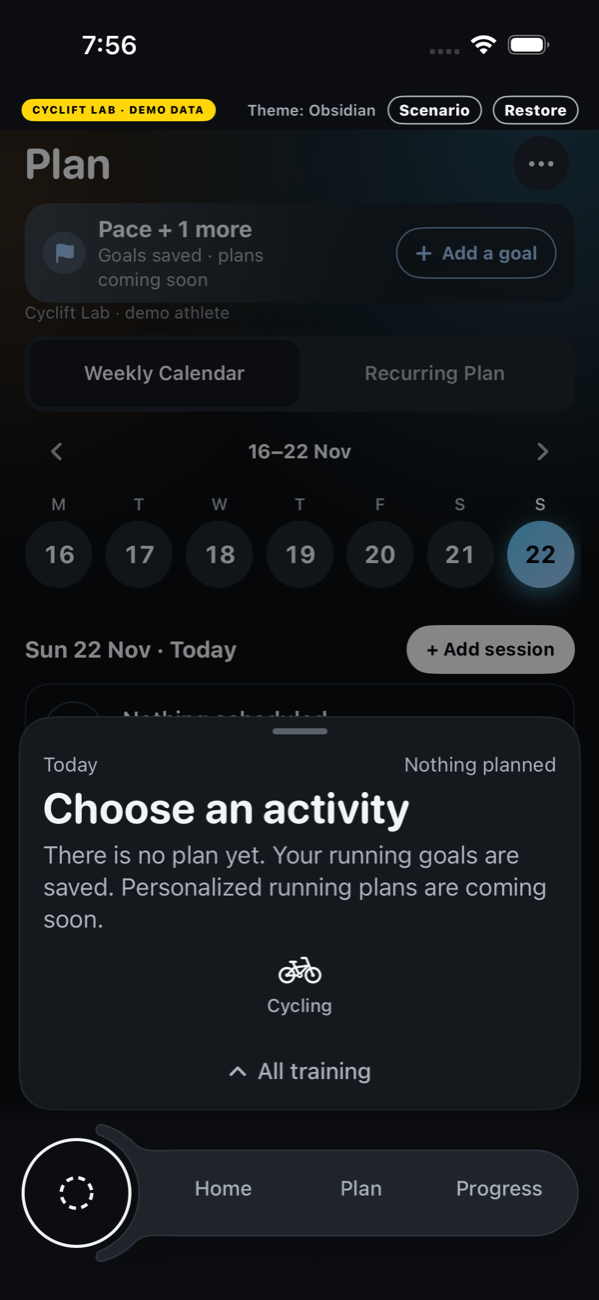 7:56
CYCLIFT LAB · DEMO DATA
Theme: Obsidian
Scenario
Restore
Plan
Pace + 1 more
Goals saved · plans
coming soon
+ Add a goal
Cyclift Lab · demo athlete
Weekly Calendar
Recurring Plan
16–22 Nov
M T W T F S S
16 17 18 19 20 21 22
Sun 22 Nov · Today
+ Add session
Nothing scheduled
Today
Nothing planned
Choose an activity
There is no plan yet. Your running goals are
saved. Personalized running plans are coming
soon.
Cycling
All training
Home
Plan
Progress